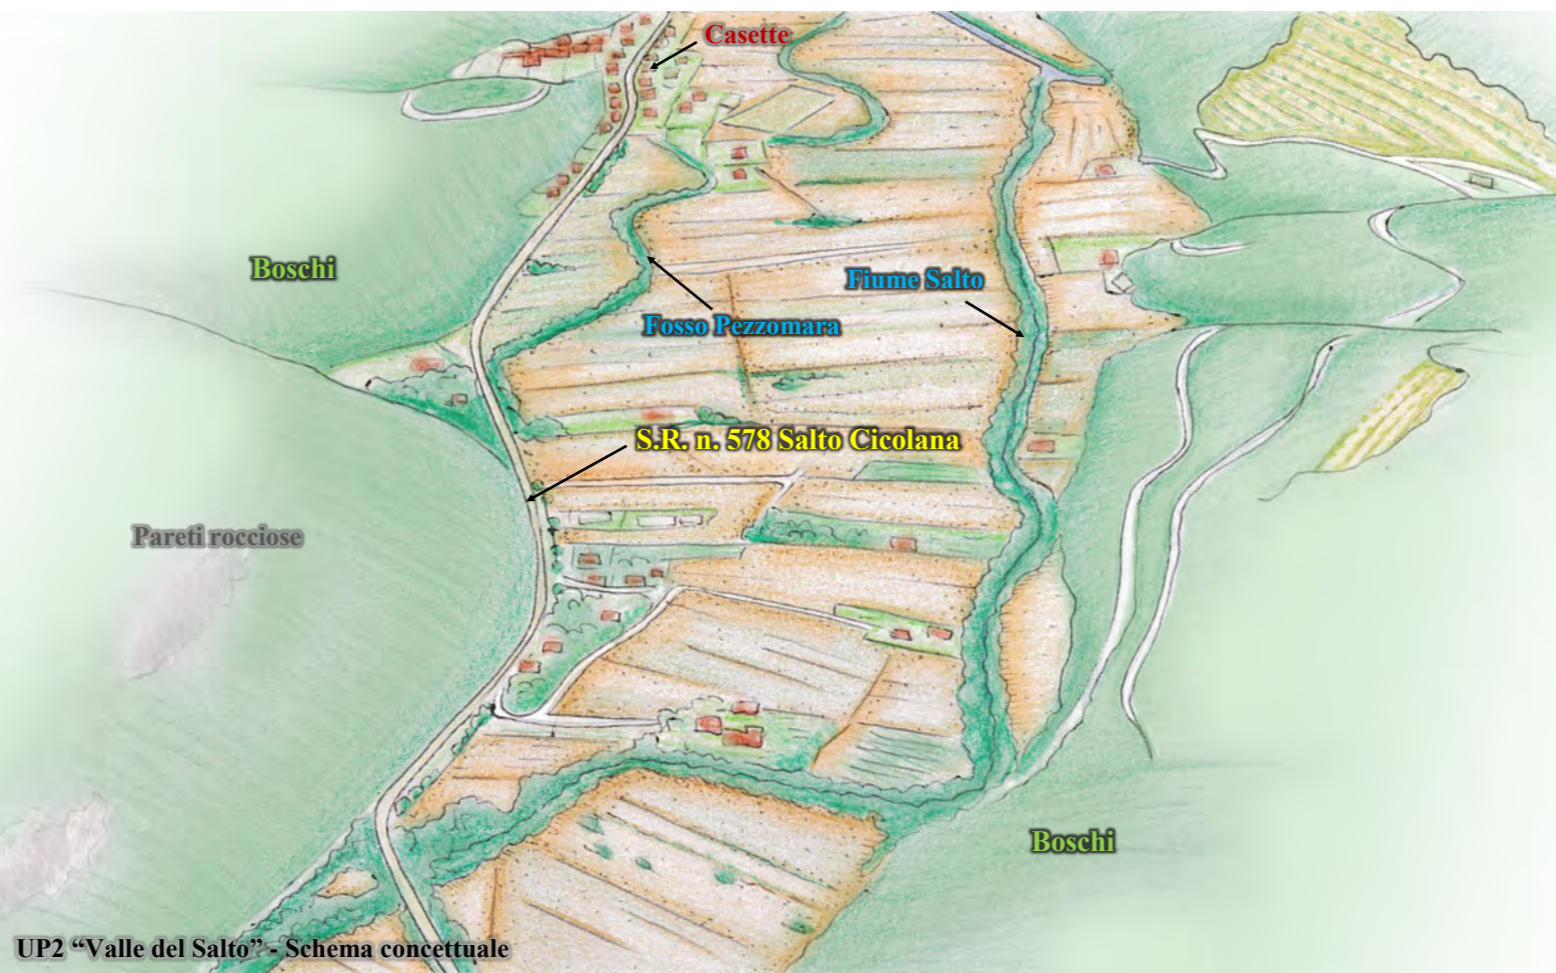 Casette
Boschi
Fiume Salto
Fosso Pezzomara
S.R. n. 578 Salto Cicolana
Pareti rocciose
Boschi
UP2 “Valle del Salto” - Schema concettuale